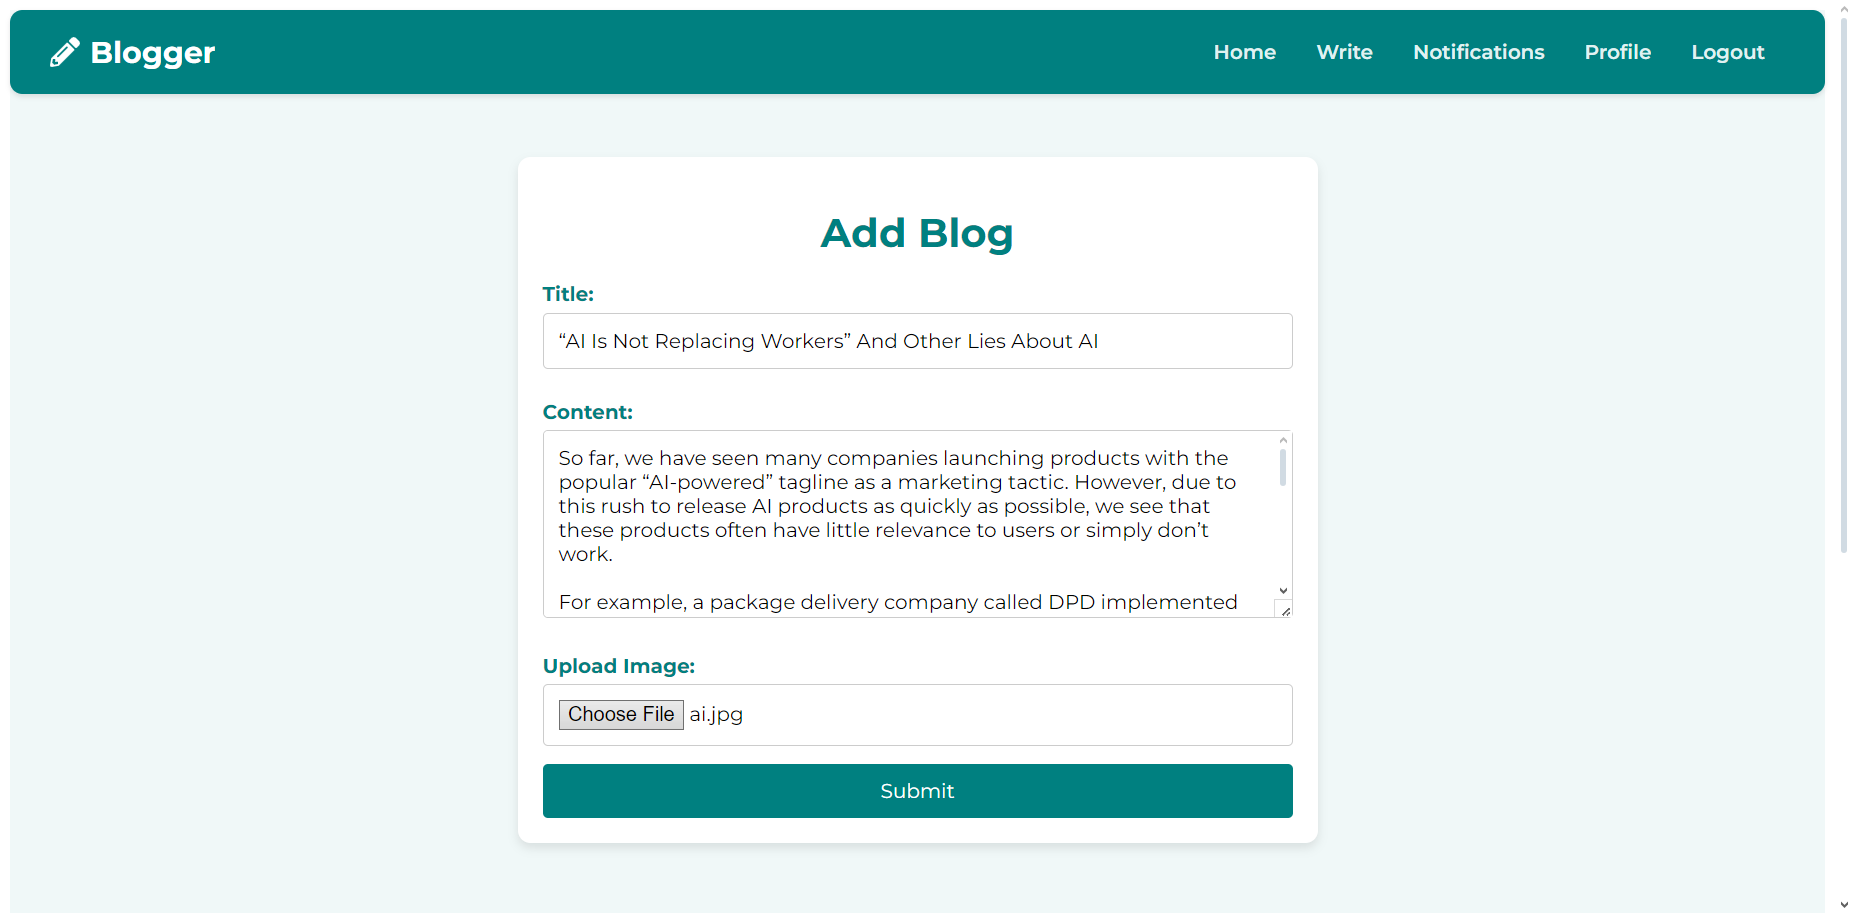 Blogger
Home Write Notifications Profile Logout
Add Blog
Title:
“AI Is Not Replacing Workers” And Other Lies About AI
Content:
So far, we have seen many companies launching products with the
popular “AI-powered” tagline as a marketing tactic. However, due to
this rush to release AI products as quickly as possible, we see that
these products often have little relevance to users or simply don’t
work.
For example, a package delivery company called DPD implemented
Upload Image:
Choose File ai.jpg
Submit